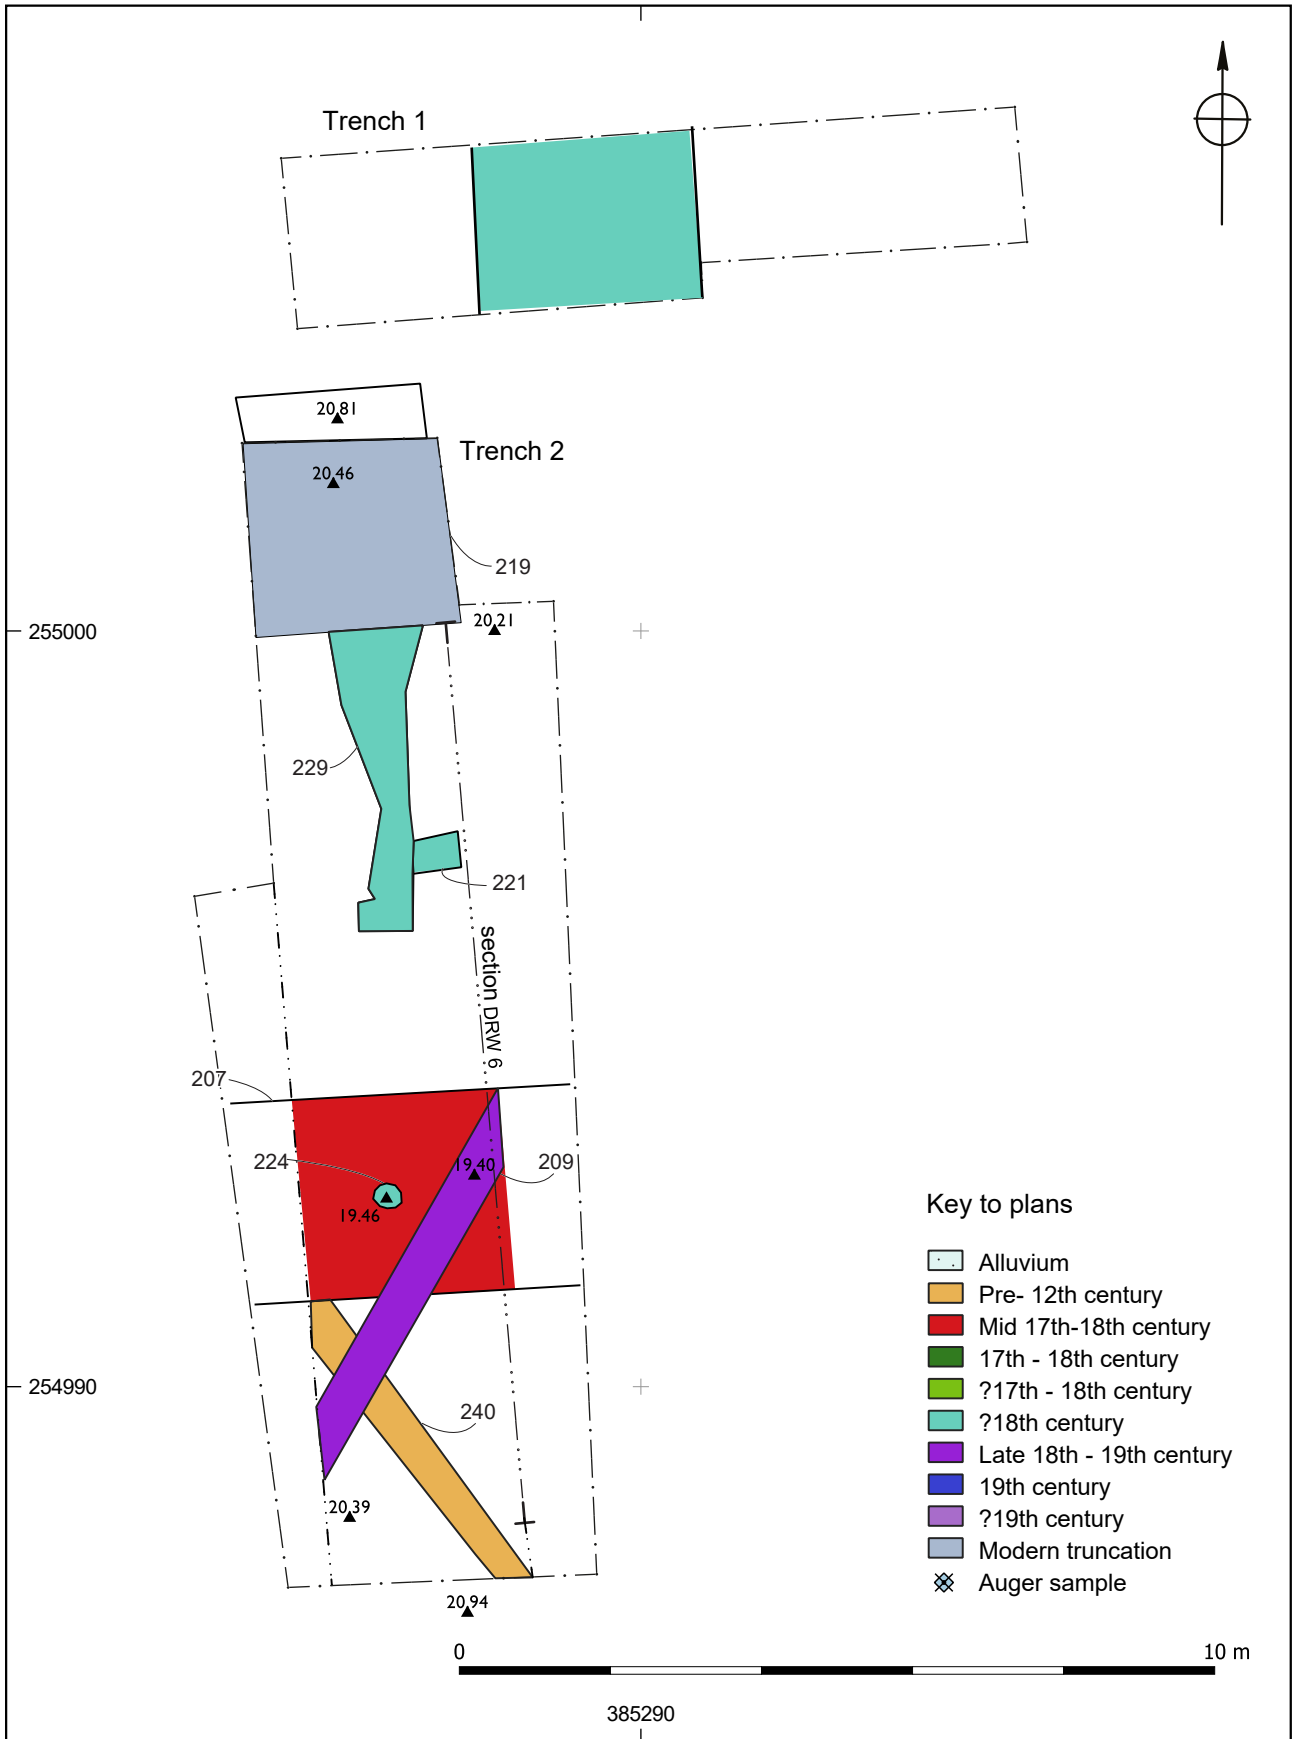 Trench 1
20.81
Trench 2
20.46
219
20.21
255000
229
221
section DRW 6
207
224
19.40
209
19.46
Key to plans
Alluvium
Pre- 12th century
Mid 17th-18th century
17th - 18th century
254990
?17th - 18th century
240
?18th century
Late 18th - 19th century
19th century
20.39
?19th century
Modern truncation
Auger sample
20.94
0
10 m
385290